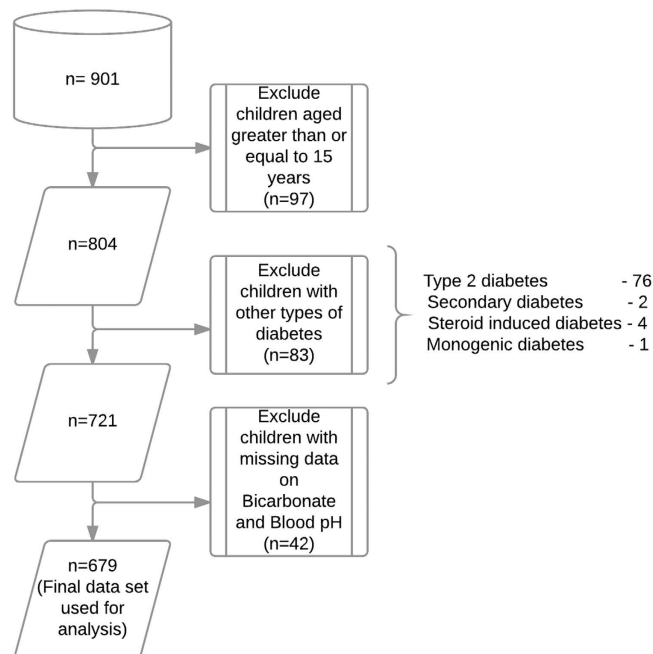 n= 901
Exclude
children aged
greater than or
equal to 15
years
(n=97)
n=804
Exclude
children with
other types of
diabetes
(n=83)
Type 2 diabetes - 76
Secondary diabetes - 2
Steroid induced diabetes - 4
Monogenic diabetes - 1
n=721
Exclude
children with
missing data
on
Bicarbonate
and Blood pH
(n=42)
n=679
(Final data set
used for
analysis)